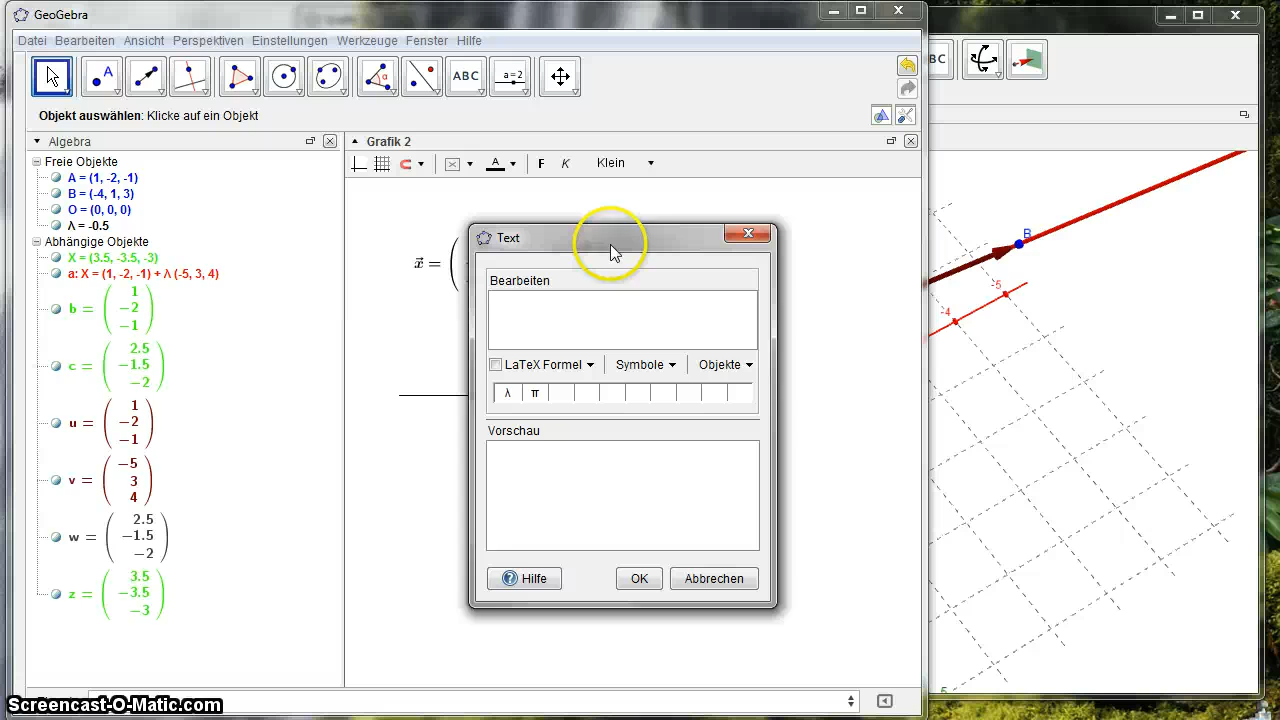 GeoGebra
Datei Bearbeiten Ansicht Perspektiven Einstellungen Werkzeuge Fenster Hilfe
A α ABC a=2
Objekt auswählen: Klicke auf ein Objekt
Algebra
Freie Objekte
A = (1, -2, -1)
B = (-4, 1, 3)
O = (0, 0, 0)
λ = -0.5
Abhängige Objekte
X = (3.5, -3.5, -3)
a: X = (1, -2, -1) + λ (-5, 3, 4)
b = ( 1
−2
−1 )
c = ( 2.5
−1.5
−2 )
u = ( 1
−2
−1 )
v = ( −5
3
4 )
w = ( 2.5
−1.5
−2 )
z = ( 3.5
−3.5
−3 )
Grafik 2
A F K Klein
x⃗ = (
Text
Bearbeiten
LaTeX Formel Symbole Objekte
λ π
Vorschau
Hilfe OK Abbrechen
BC
B
-5
-4
5
Screencast-O-Matic.com